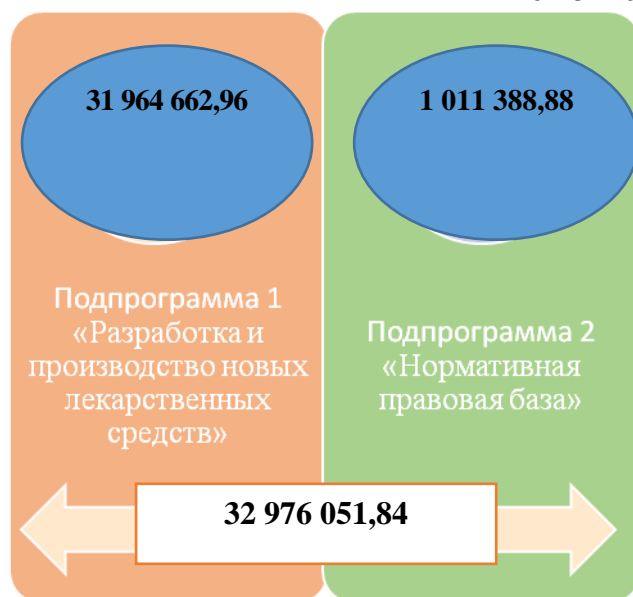 31 964 662,96
1 011 388,88
Подпрограмма 1
«Разработка и
производство новых
лекарственных
средств»
Подпрограмма 2
«Нормативная
правовая база»
32 976 051,84